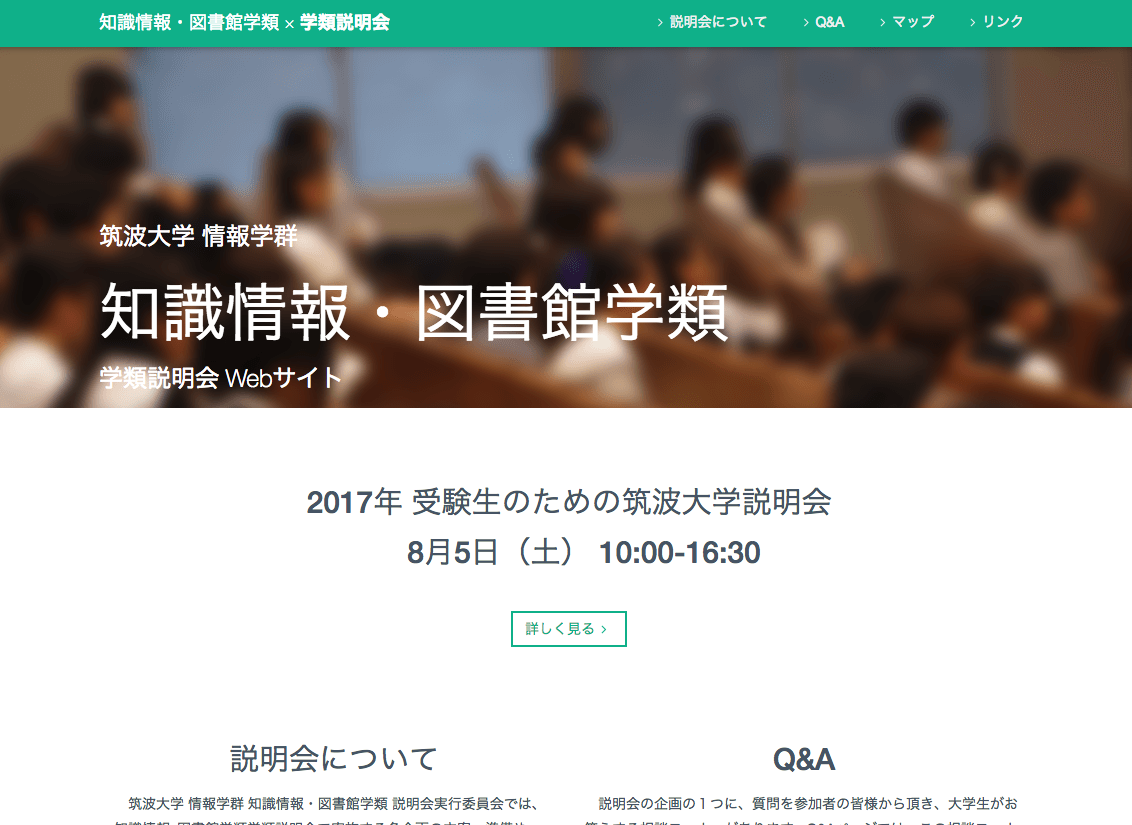 知識情報・図書館学類 × 学類説明会
説明会について
Q&A
マップ
リンク
筑波大学 情報学群
知識情報・図書館学類
学類説明会 Webサイト
2017年 受験生のための筑波大学説明会
8月5日（土） 10:00-16:30
詳しく見る
説明会について
筑波大学 情報学群 知識情報・図書館学類 説明会実行委員会では、
Q&A
説明会の企画の１つに、質問を参加者の皆様から頂き、大学生がお